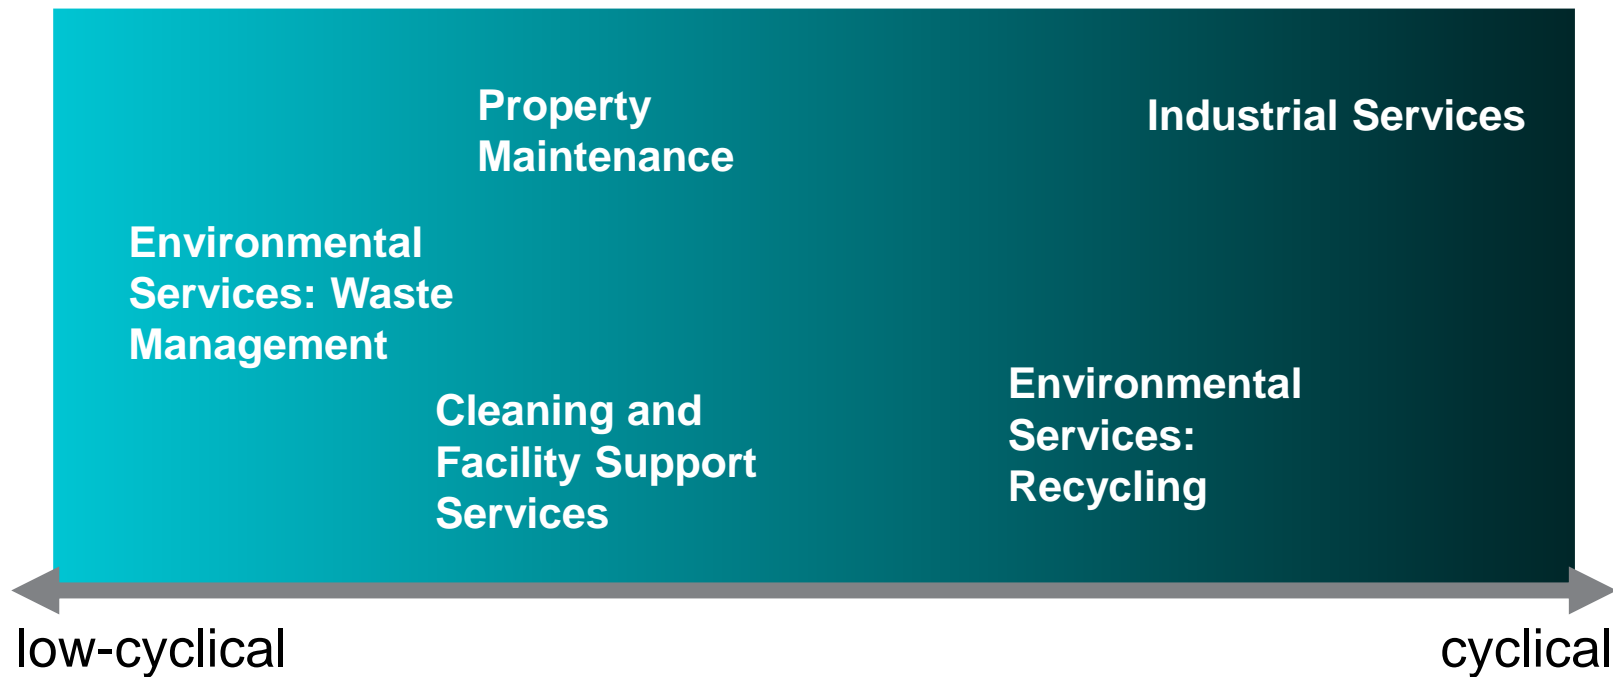 Property
Maintenance
Industrial Services
Environmental
Services: Waste
Management
Cleaning and
Facility Support
Services
Environmental
Services:
Recycling
low-cyclical
cyclical